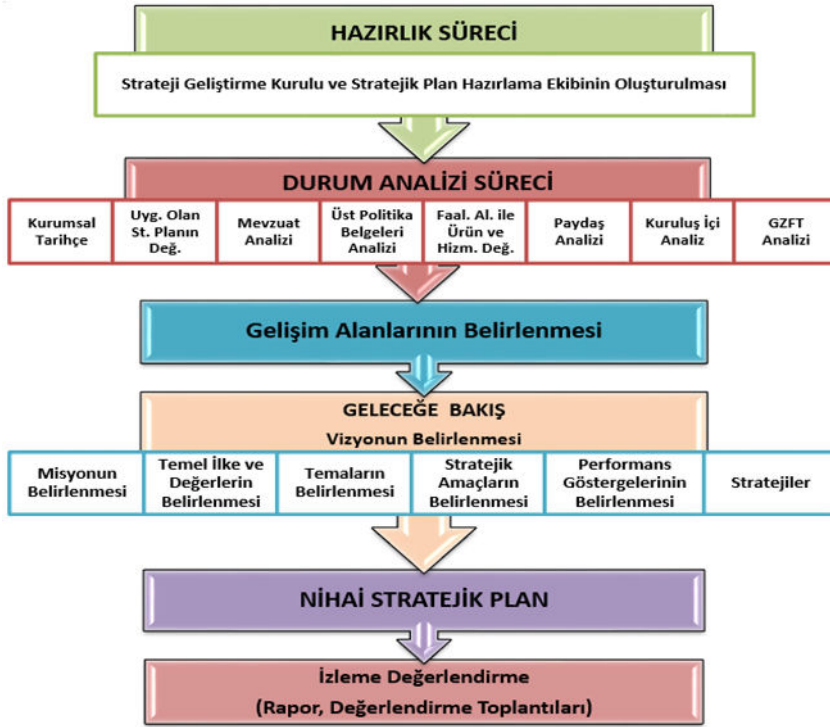 HAZIRLIK SÜRECİ
Strateji Geliştirme Kurulu ve Stratejik Plan Hazırlama Ekibinin Oluşturulması
DURUM ANALİZİ SÜRECİ
Kurumsal
Tarihçe
Uyg. Olan
St. Planın
Değ.
Mevzuat
Analizi
Üst Politika
Belgeleri
Analizi
Faal. Al. ile
Ürün ve
Hizm. Değ.
Paydaş
Analizi
Kuruluş İçi
Analiz
GZFT
Analizi
Gelişim Alanlarının Belirlenmesi
GELECEĞE BAKIŞ
Vizyonun Belirlenmesi
Misyonun
Belirlenmesi
Temel İlke ve
Değerlerin
Belirlenmesi
Temaların
Belirlenmesi
Stratejik
Amaçların
Belirlenmesi
Performans
Göstergelerinin
Belirlenmesi
Stratejiler
NİHAİ STRATEJİK PLAN
İzleme Değerlendirme
(Rapor, Değerlendirme Toplantıları)